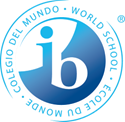 COLEGIO DEL MUNDO · WORLD SCHOOL · ÉCOLE DU MONDE ·
ib
®